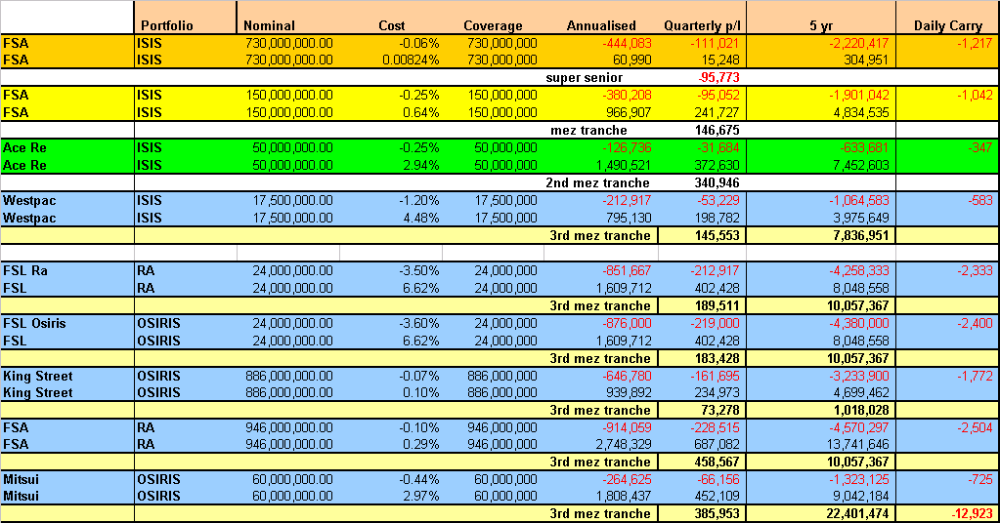 Portfolio Nominal Cost Coverage Annualised Quarterly p/l 5 yr Daily Carry
FSA ISIS 730,000,000.00 -0.06% 730,000,000 -444,083 -111,021 -2,220,417 -1,217
FSA ISIS 730,000,000.00 0.00824% 730,000,000 60,990 15,248 304,951
super senior -95,773
FSA ISIS 150,000,000.00 -0.25% 150,000,000 -380,208 -95,052 -1,901,042 -1,042
FSA ISIS 150,000,000.00 0.64% 150,000,000 966,907 241,727 4,834,535
mez tranche 146,675
Ace Re ISIS 50,000,000.00 -0.25% 50,000,000 -126,736 -31,684 -633,681 -347
Ace Re ISIS 50,000,000.00 2.94% 50,000,000 1,490,521 372,630 7,452,603
2nd mez tranche 340,946
Westpac ISIS 17,500,000.00 -1.20% 17,500,000 -212,917 -53,229 -1,064,583 -583
Westpac ISIS 17,500,000.00 4.48% 17,500,000 795,130 198,782 3,975,649
3rd mez tranche 145,553 7,836,951
FSL Ra RA 24,000,000.00 -3.50% 24,000,000 -851,667 -212,917 -4,258,333 -2,333
FSL RA 24,000,000.00 6.62% 24,000,000 1,609,712 402,428 8,048,558
3rd mez tranche 189,511 10,057,367
FSL Osiris OSIRIS 24,000,000.00 -3.60% 24,000,000 -876,000 -219,000 -4,380,000 -2,400
FSL OSIRIS 24,000,000.00 6.62% 24,000,000 1,609,712 402,428 8,048,558
3rd mez tranche 183,428 10,057,367
King Street OSIRIS 886,000,000.00 -0.07% 886,000,000 -646,780 -161,695 -3,233,900 -1,772
King Street OSIRIS 886,000,000.00 0.10% 886,000,000 939,892 234,973 4,699,462
3rd mez tranche 73,278 1,018,028
FSA RA 946,000,000.00 -0.10% 946,000,000 -914,059 -228,515 -4,570,297 -2,504
FSA RA 946,000,000.00 0.29% 946,000,000 2,748,329 687,082 13,741,646
3rd mez tranche 458,567 10,057,367
Mitsui OSIRIS 60,000,000.00 -0.44% 60,000,000 -264,625 -66,156 -1,323,125 -725
Mitsui OSIRIS 60,000,000.00 2.97% 60,000,000 1,808,437 452,109 9,042,184
3rd mez tranche 385,953 22,401,474 -12,923